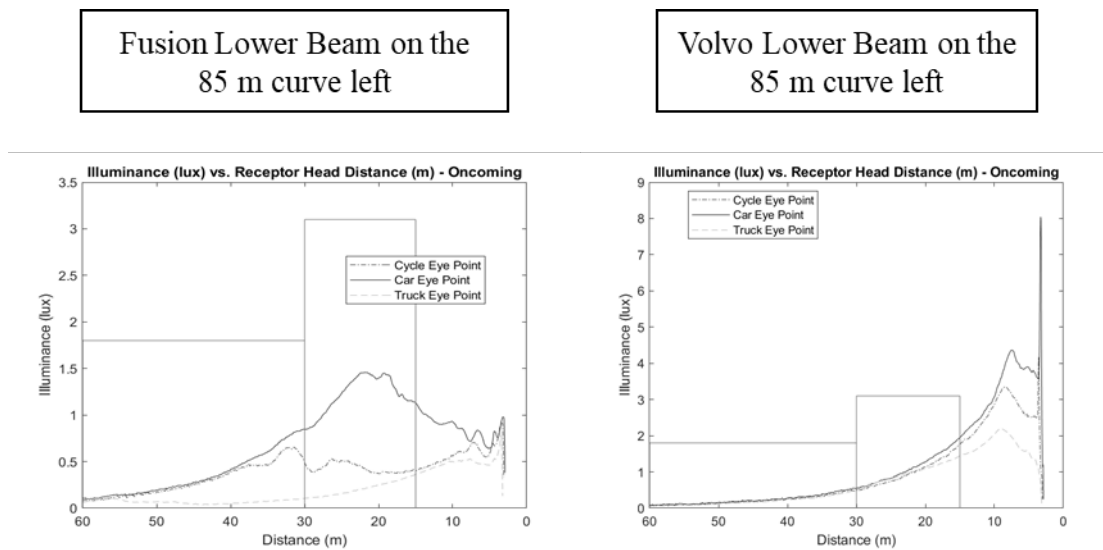 Fusion Lower Beam on the
85 m curve left
Volvo Lower Beam on the
85 m curve left
Illuminance (lux) vs. Receptor Head Distance (m) - Oncoming
3.5
3
2.5
2
1.5
1
0.5
0
Illuminance (lux)
Cycle Eye Point
Car Eye Point
Truck Eye Point
60
50
40
30
20
10
0
Distance (m)
Illuminance (lux) vs. Receptor Head Distance (m) - Oncoming
9
8
7
6
5
4
3
2
1
0
Illuminance (lux)
Cycle Eye Point
Car Eye Point
Truck Eye Point
60
50
40
30
20
10
0
Distance (m)